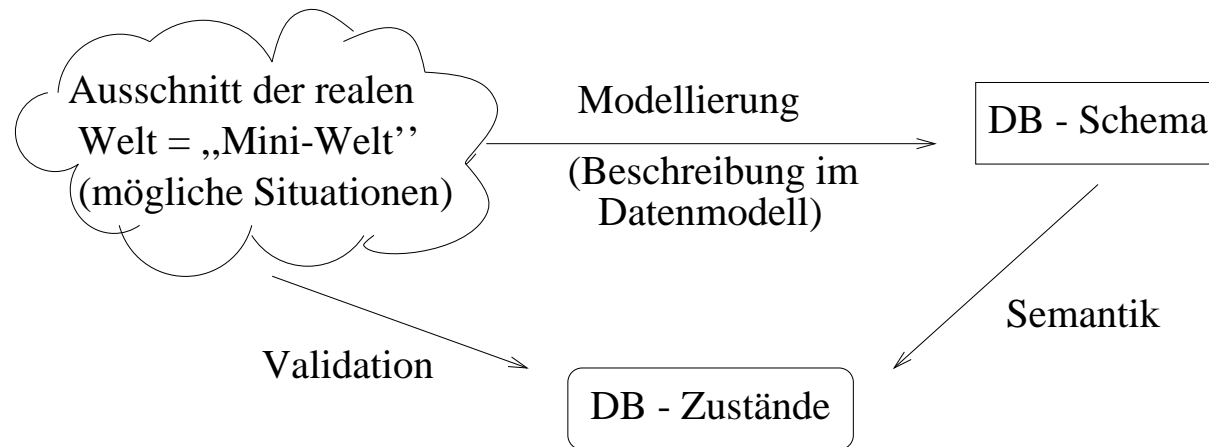 Ausschnitt der realen
Welt = ,,Mini-Welt’’
(mögliche Situationen)
Modellierung
(Beschreibung im
Datenmodell)
DB - Schema
Semantik
Validation
DB - Zustände